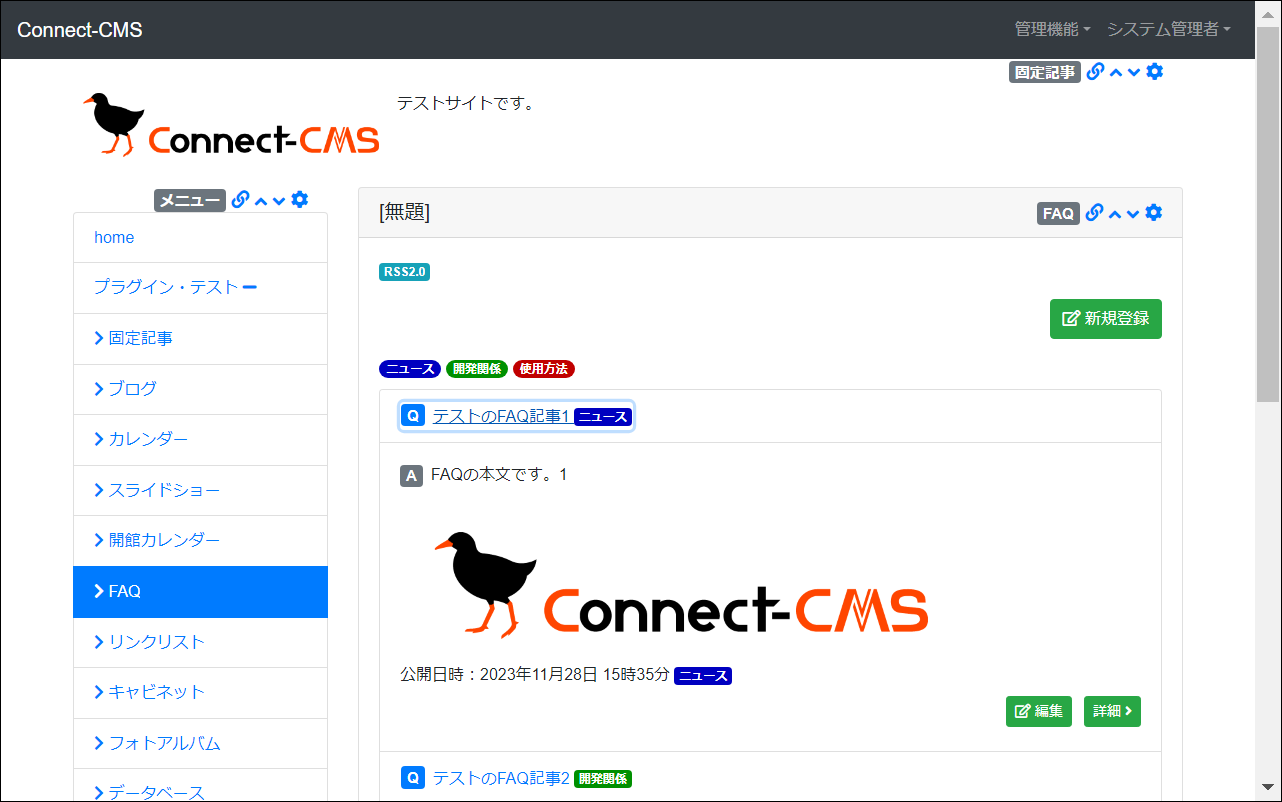 Connect-CMS
管理機能 システム管理者
固定記事
Connect-CMS
テストサイトです。
メニュー
home
プラグイン・テスト
固定記事
ブログ
カレンダー
スライドショー
開館カレンダー
FAQ
リンクリスト
キャビネット
フォトアルバム
データベース
[無題]
FAQ
RSS2.0
新規登録
ニュース 開発関係 使用方法
Q テストのFAQ記事1 ニュース
A FAQの本文です。1
Connect-CMS
公開日時：2023年11月28日 15時35分 ニュース
編集 詳細
Q テストのFAQ記事2 開発関係